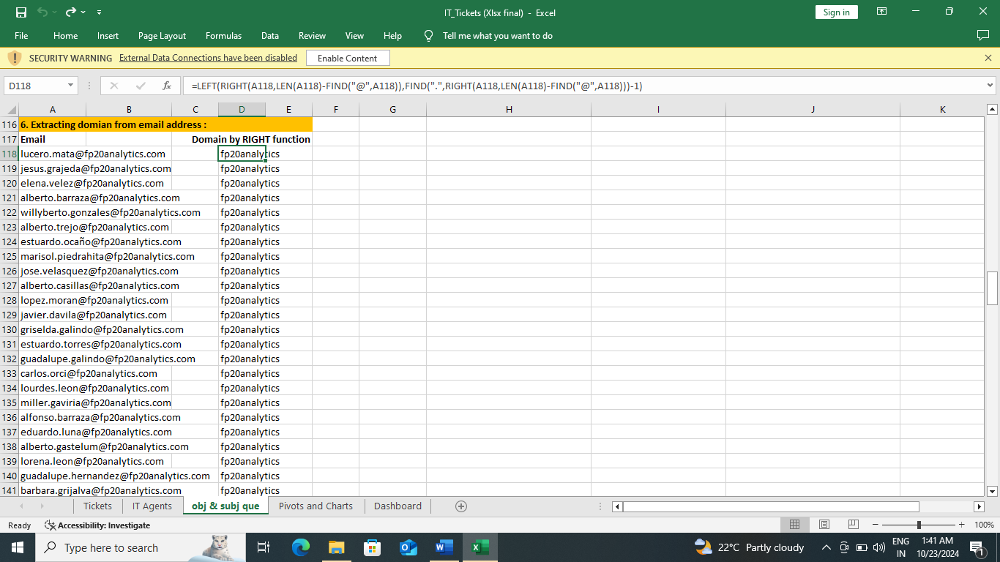 IT_Tickets (Xlsx final) - Excel
Sign in
File Home Insert Page Layout Formulas Data Review View Help Tell me what you want to do
SECURITY WARNING External Data Connections have been disabled Enable Content
D118 fx =LEFT(RIGHT(A118,LEN(A118)-FIND("@",A118)),FIND(".",RIGHT(A118,LEN(A118)-FIND("@",A118)))-1)
A B C D E F G H I J K
116 6. Extracting domian from email address :
117 Email Domain by RIGHT function
118 lucero.mata@fp20analytics.com fp20analytics
119 jesus.grajeda@fp20analytics.com fp20analytics
120 elena.velez@fp20analytics.com fp20analytics
121 alberto.barraza@fp20analytics.com fp20analytics
122 willyberto.gonzales@fp20analytics.com fp20analytics
123 alberto.trejo@fp20analytics.com fp20analytics
124 estuardo.ocaño@fp20analytics.com fp20analytics
125 marisol.piedrahita@fp20analytics.com fp20analytics
126 jose.velasquez@fp20analytics.com fp20analytics
127 alberto.casillas@fp20analytics.com fp20analytics
128 lopez.moran@fp20analytics.com fp20analytics
129 javier.davila@fp20analytics.com fp20analytics
130 griselda.galindo@fp20analytics.com fp20analytics
131 estuardo.torres@fp20analytics.com fp20analytics
132 guadalupe.galindo@fp20analytics.com fp20analytics
133 carlos.orci@fp20analytics.com fp20analytics
134 lourdes.leon@fp20analytics.com fp20analytics
135 miller.gaviria@fp20analytics.com fp20analytics
136 alfonso.barraza@fp20analytics.com fp20analytics
137 eduardo.luna@fp20analytics.com fp20analytics
138 alberto.gastelum@fp20analytics.com fp20analytics
139 lorena.leon@fp20analytics.com fp20analytics
140 guadalupe.hernandez@fp20analytics.com fp20analytics
141 barbara.grijalva@fp20analytics.com fp20analytics
Tickets IT Agents obj & subj que Pivots and Charts Dashboard
Ready Accessibility: Investigate 100%
Type here to search 22°C Partly cloudy ENG 1:41 AM
IN 10/23/2024 1